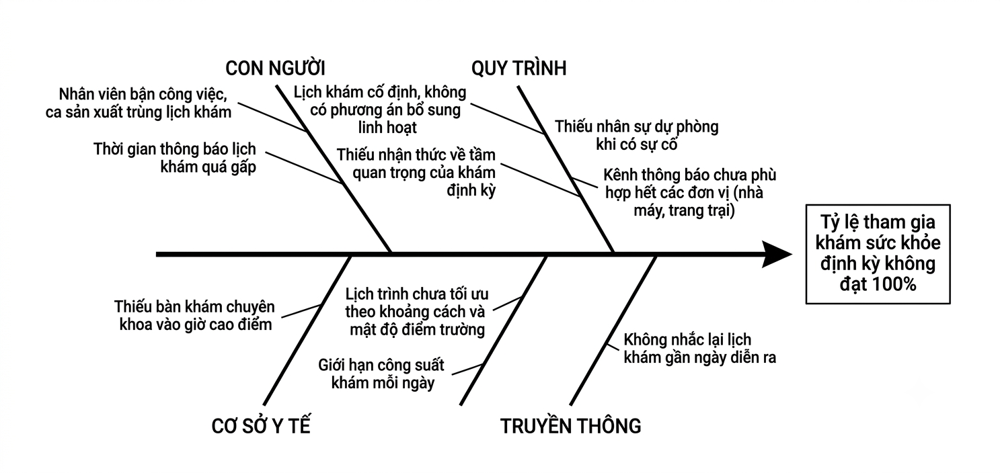 CON NGƯỜI
Nhân viên bận công việc,
ca sản xuất trùng lịch khám
Thời gian thông báo lịch
khám quá gấp
QUY TRÌNH
Lịch khám cố định, không
có phương án bổ sung
linh hoạt
Thiếu nhận thức về tầm
quan trọng của khám
định kỳ
Thiếu nhân sự dự phòng
khi có sự cố
Kênh thông báo chưa phù
hợp hết các đơn vị (nhà
máy, trang trại)
Tỷ lệ tham gia
khám sức khỏe
định kỳ không
đạt 100%
Thiếu bàn khám chuyên
khoa vào giờ cao điểm
CƠ SỞ Y TẾ
Lịch trình chưa tối ưu
theo khoảng cách và
mật độ điểm trường
Giới hạn công suất
khám mỗi ngày
Không nhắc lại lịch
khám gần ngày diễn ra
TRUYỀN THÔNG